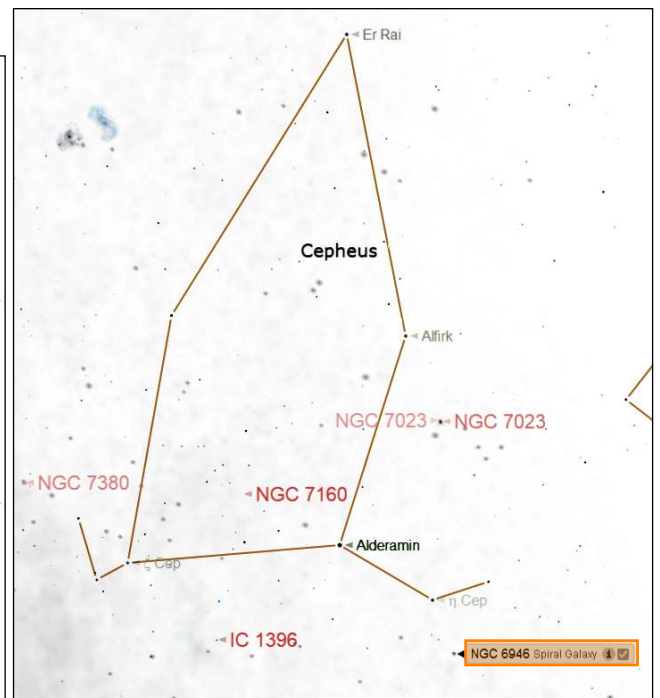 Er Rai
Cepheus
Alfirk
NGC 7023 NGC 7023
NGC 7380
NGC 7160
Alderamin
ζ Cep
η Cep
IC 1396
NGC 6946 Spiral Galaxy i